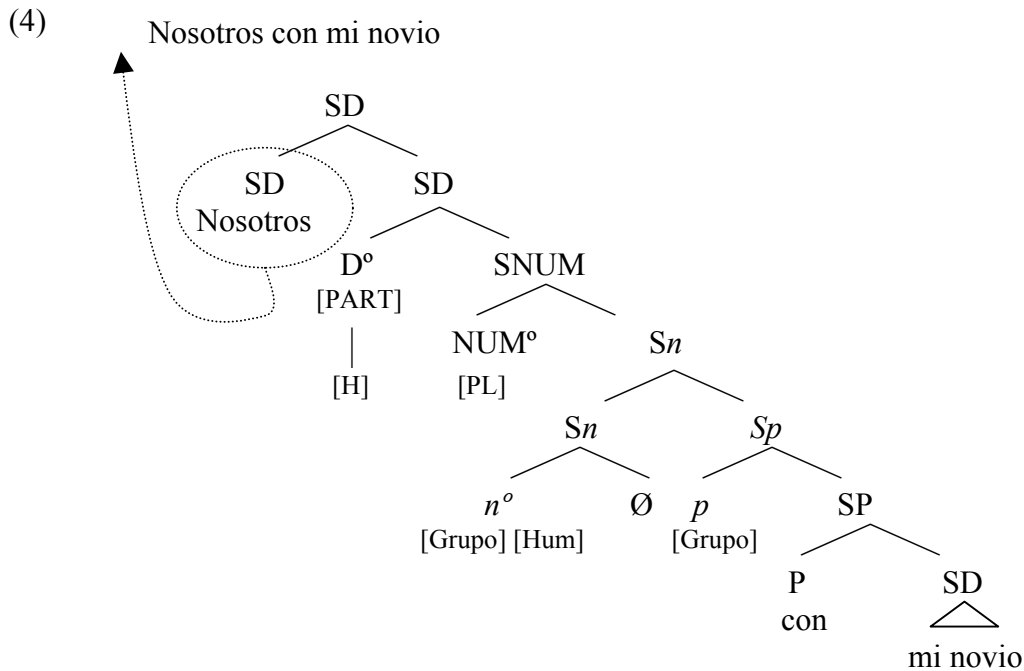 (4) Nosotros con mi novio
SD
SD SD
Nosotros
Dº SNUM
[PART]
NUMº Sn
[H] [PL]
Sn Sp
nº Ø p SP
[Grupo] [Hum] [Grupo]
P SD
con
mi novio